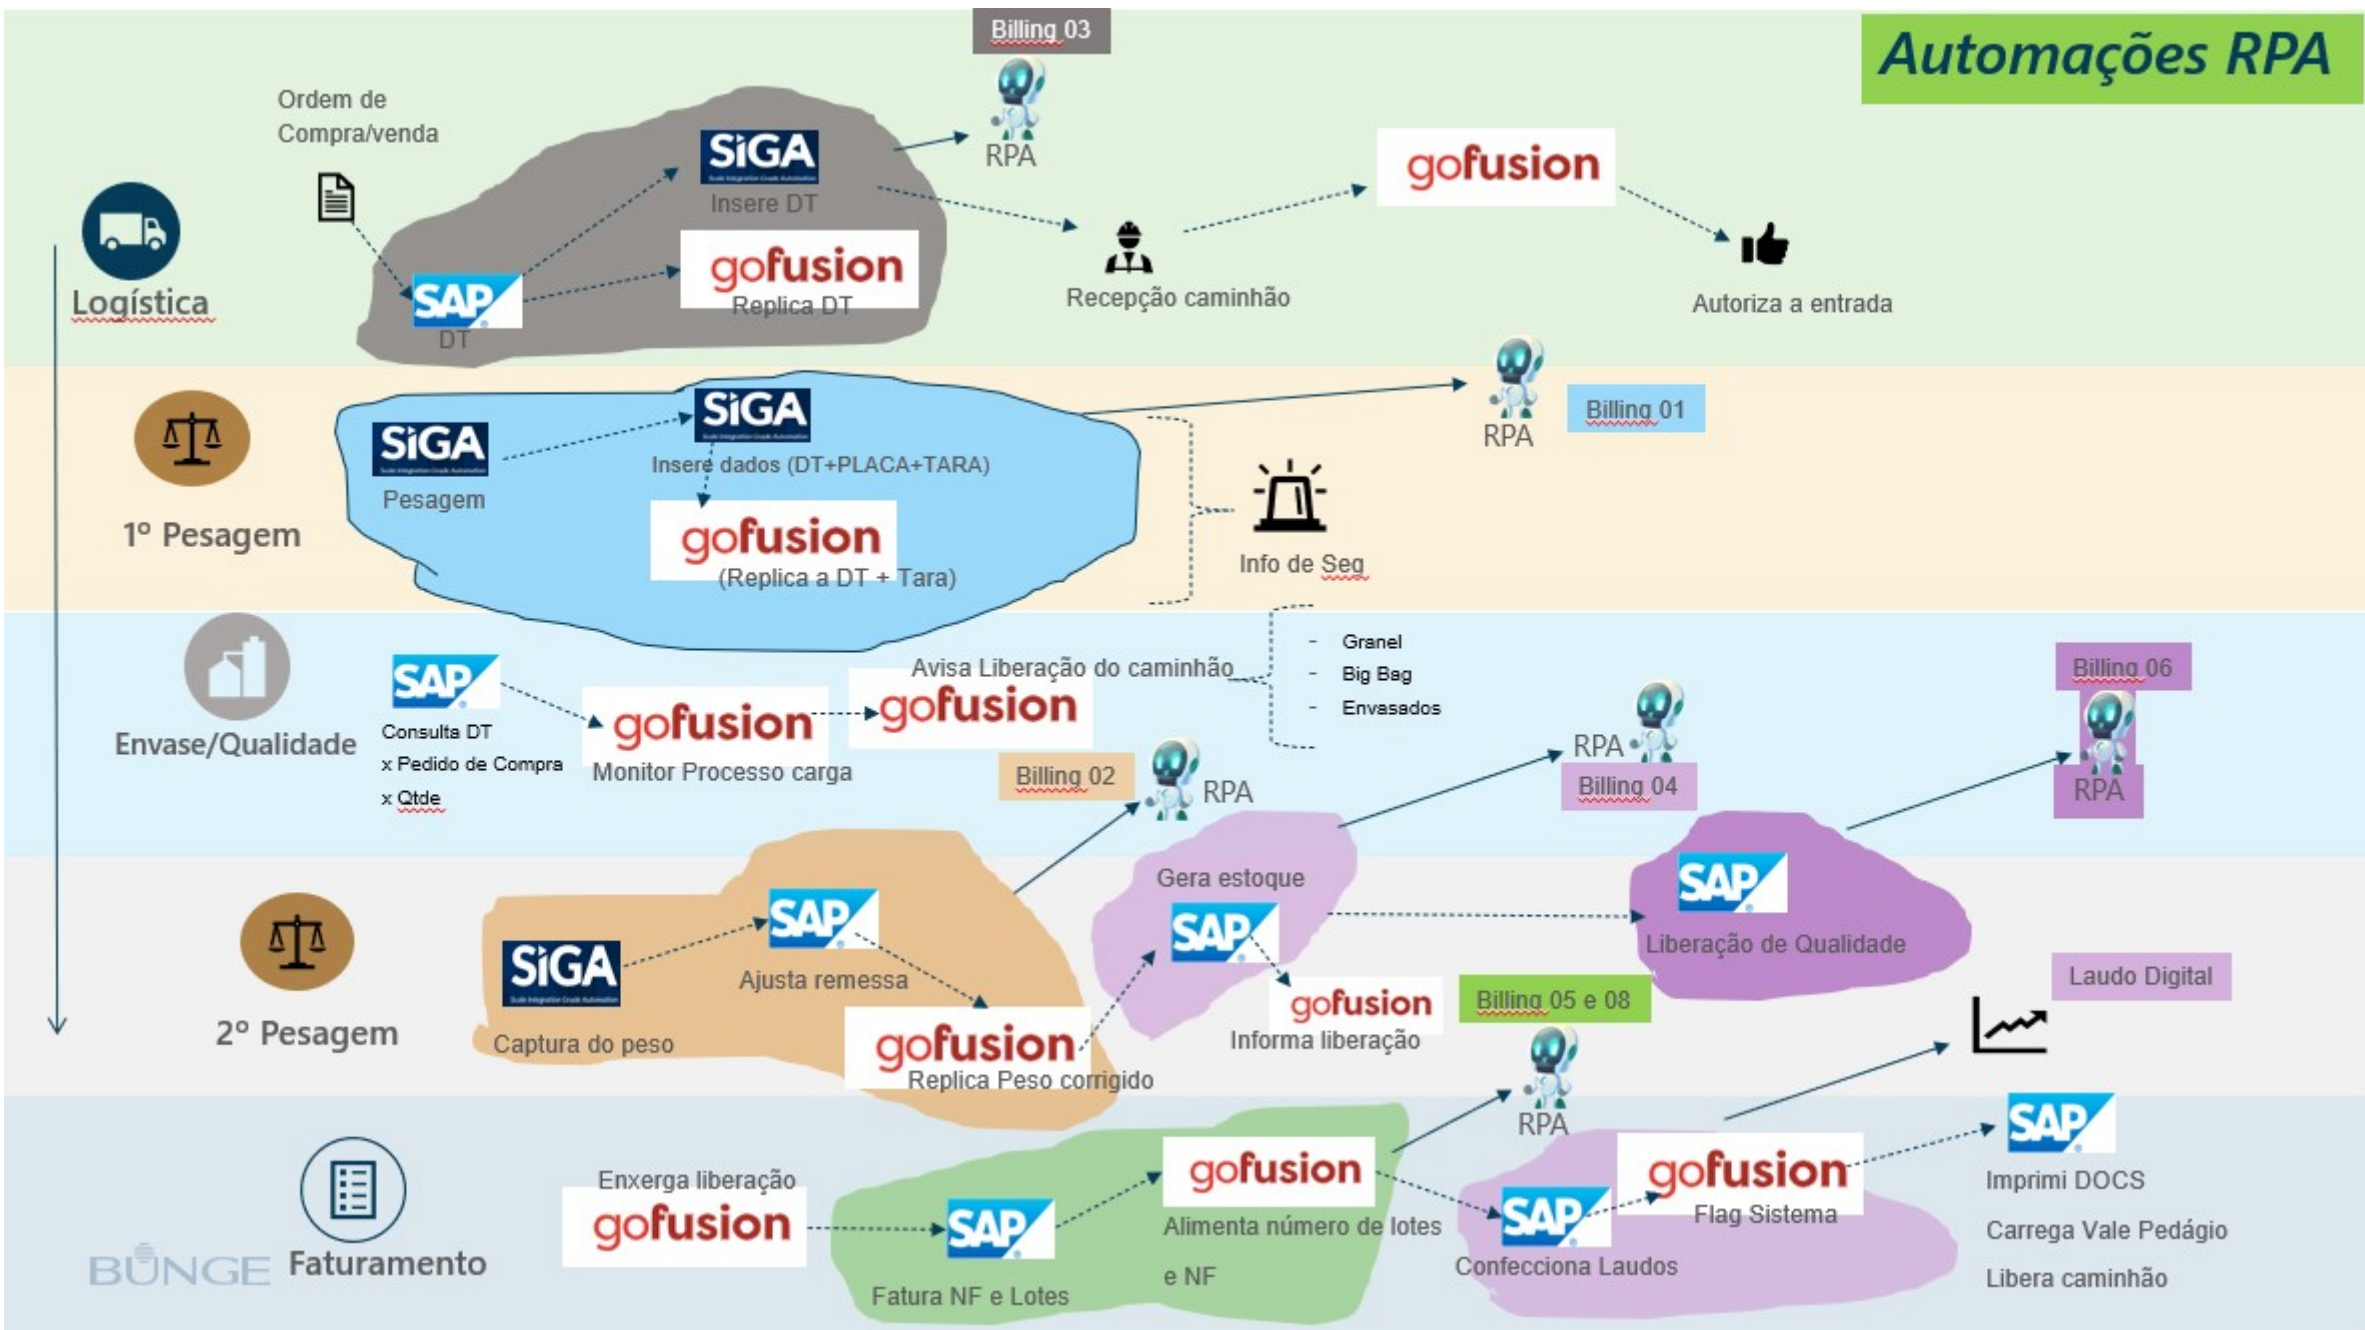 Automações RPA
Billing 03
RPA
Ordem de
Compra/venda
SiGA
Insere DT
gofusion
Replica DT
SAP
DT
Recepção caminhão
gofusion
Autoriza a entrada
Logística
RPA
Billing 01
SiGA
Pesagem
SiGA
Scale Integration Grade Automation
Insere dados (DT+PLACA+TARA)
gofusion
(Replica a DT + Tara)
Info de Seg
1º Pesagem
Envase/Qualidade
SAP
Consulta DT
x Pedido de Compra
x Qtde
gofusion
Monitor Processo carga
Avisa Liberação do caminhão
gofusion
- Granel
- Big Bag
- Envasados
Billing 02
RPA
RPA
Billing 04
Billing 06
RPA
2º Pesagem
SiGA
Captura do peso
SAP
Ajusta remessa
gofusion
Replica Peso corrigido
Gera estoque
SAP
gofusion
Informa liberação
SAP
Liberação de Qualidade
Billing 05 e 08
RPA
Laudo Digital
BUNGE
Faturamento
Enxerga liberação
gofusion
SAP
Fatura NF e Lotes
gofusion
Alimenta número de lotes
e NF
SAP
Confecciona Laudos
gofusion
Flag Sistema
SAP
Imprimi DOCS
Carrega Vale Pedágio
Libera caminhão